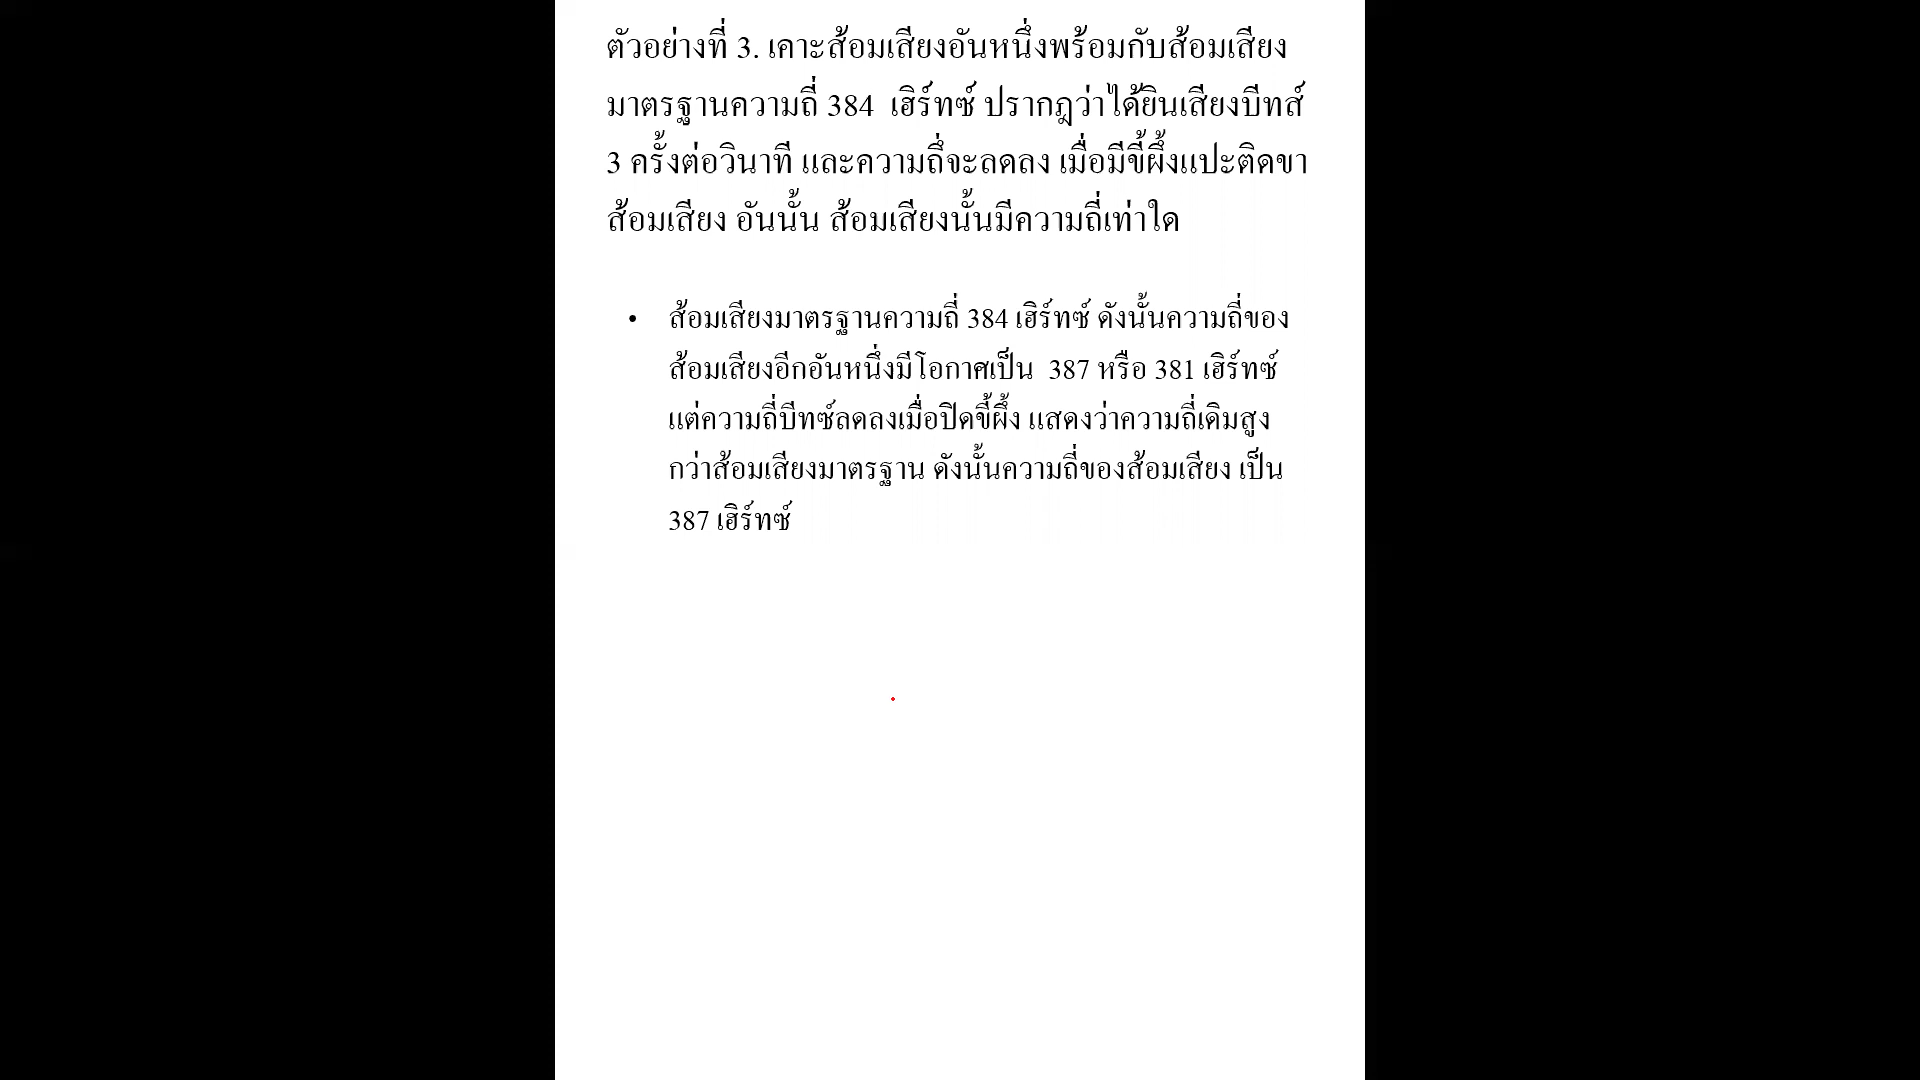 ตัวอย่างที่ 3. เคาะส้อมเสียงอันหนึ่งพร้อมกับส้อมเสียง
มาตรฐานความถี่ 384 เฮิร์ทซ์ ปรากฎว่าได้ยินเสียงบีทส์
3 ครั้งต่อวินาที และความถึ่จะลดลง เมื่อมีขี้ผึ้งแปะติดขา
ส้อมเสียง อันนั้น ส้อมเสียงนั้นมีความถี่เท่าใด
• ส้อมเสียงมาตรฐานความถี่ 384 เฮิร์ทซ์ ดังนั้นความถี่ของ
ส้อมเสียงอีกอันหนึ่งมีโอกาศเป็น 387 หรือ 381 เฮิร์ทซ์
แต่ความถี่บีทซ์ลดลงเมื่อปิดขี้ผึ้ง แสดงว่าความถี่เดิมสูง
กว่าส้อมเสียงมาตรฐาน ดังนั้นความถี่ของส้อมเสียง เป็น
387 เฮิร์ทซ์